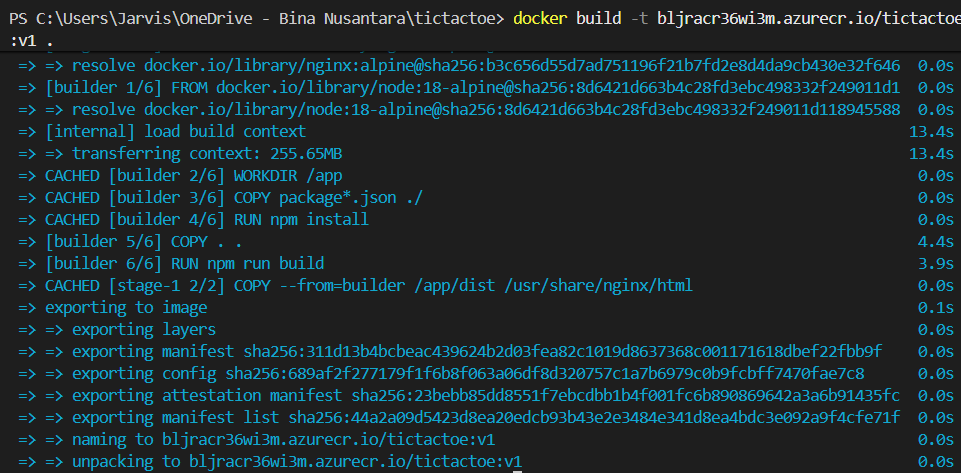 PS C:\Users\Jarvis\OneDrive - Bina Nusantara\tictactoe> docker build -t bljracr36wi3m.azurecr.io/tictactoe
:v1 .
=> => resolve docker.io/library/nginx:alpine@sha256:b3c656d55d7ad751196f21b7fd2e8d4da9cb430e32f646 0.0s
=> [builder 1/6] FROM docker.io/library/node:18-alpine@sha256:8d6421d663b4c28fd3ebc498332f249011d1 0.0s
=> => resolve docker.io/library/node:18-alpine@sha256:8d6421d663b4c28fd3ebc498332f249011d118945588 0.0s
=> [internal] load build context 13.4s
=> => transferring context: 255.65MB 13.4s
=> CACHED [builder 2/6] WORKDIR /app 0.0s
=> CACHED [builder 3/6] COPY package*.json ./ 0.0s
=> CACHED [builder 4/6] RUN npm install 0.0s
=> [builder 5/6] COPY . . 4.4s
=> [builder 6/6] RUN npm run build 3.9s
=> CACHED [stage-1 2/2] COPY --from=builder /app/dist /usr/share/nginx/html 0.0s
=> exporting to image 0.1s
=> => exporting layers 0.0s
=> => exporting manifest sha256:311d13b4bcbeac439624b2d03fea82c1019d8637368c001171618dbef22fbb9f 0.0s
=> => exporting config sha256:689af2f277179f1f6b8f063a06df8d320757c1a7b6979c0b9fcbff7470fae7c8 0.0s
=> => exporting attestation manifest sha256:23bebb85dd8551f7ebcdbb1b4f001fc6b890869642a3a6b91435fc 0.0s
=> => exporting manifest list sha256:44a2a09d5423d8ea20edcb93b43e2e3484e341d8ea4bdc3e092a9f4cfe71f 0.0s
=> => naming to bljracr36wi3m.azurecr.io/tictactoe:v1 0.0s
=> => unpacking to bljracr36wi3m.azurecr.io/tictactoe:v1 0.0s